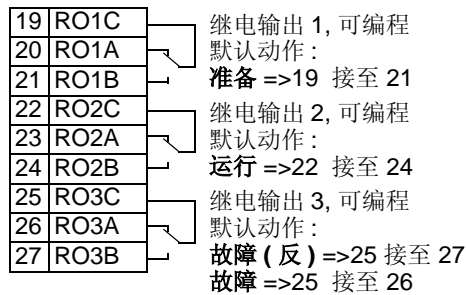 19 RO1C 继电输出 1, 可编程
20 RO1A 默认动作 :
21 RO1B 准备 =>19 接至 21
22 RO2C 继电输出 2, 可编程
23 RO2A 默认动作 :
24 RO2B 运行 =>22 接至 24
25 RO3C 继电输出 3, 可编程
26 RO3A 默认动作 :
27 RO3B 故障 ( 反 ) =>25 接至 27
故障 =>25 接至 26